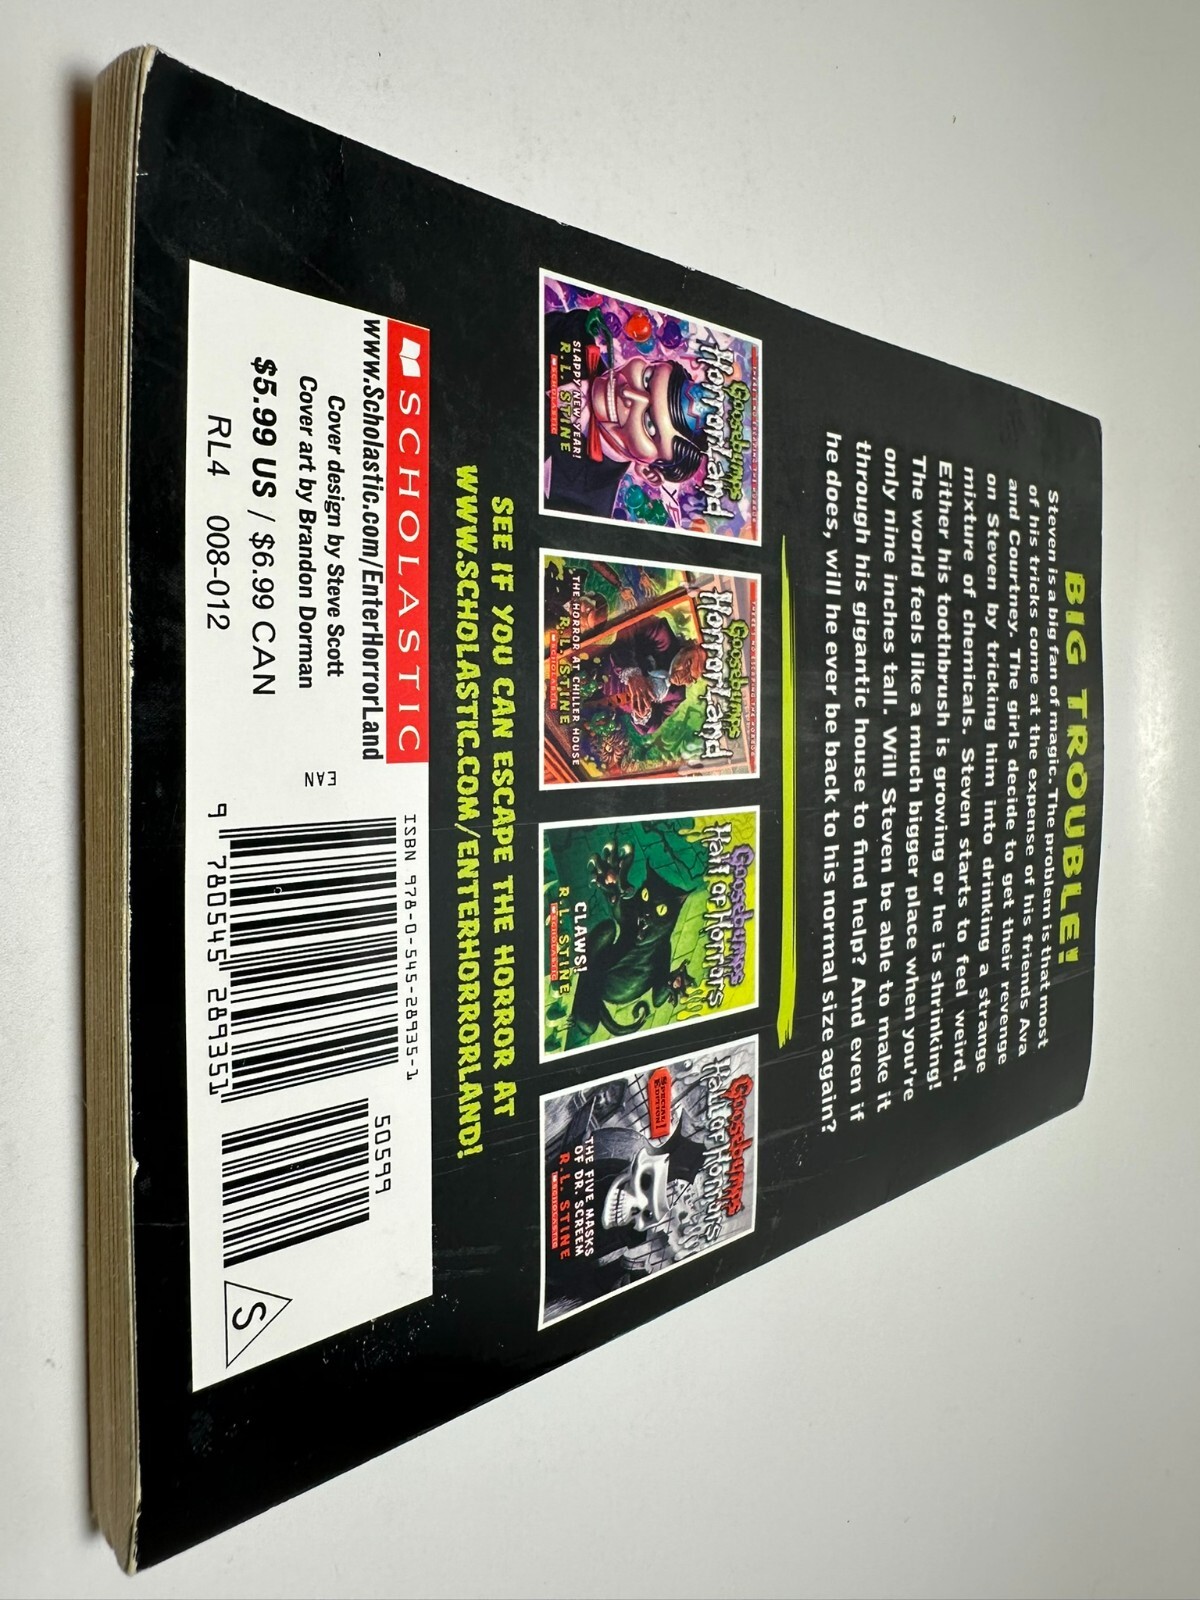 BIG TROUBLE!
Steven is a big fan of magic. The problem is that most
of his tricks come at the expense of his friends Ava
and Courtney. The girls decide to get their revenge
on Steven by tricking him into drinking a strange
mixture of chemicals. Steven starts to feel weird.
Either his toothbrush is growing or he is shrinking!
The world feels like a much bigger place when you're
only nine inches tall. Will Steven be able to make it
through his gigantic house to find help? And even if
he does, will he ever be back to his normal size again?
Goosebumps
HorrorLand
SLAPPY NEW YEAR!
R.L. STINE
SCHOLASTIC
Goosebumps
HorrorLand
THE HORROR AT CHILLER HOUSE
R.L. STINE
SCHOLASTIC
Goosebumps
Hall of Horrors
CLAWS!
R.L. STINE
SCHOLASTIC
Goosebumps
Hall of Horrors
SPECIAL
EDITION!
THE FIVE MASKS
OF DR. SCREEM
R.L. STINE
SCHOLASTIC
SEE IF YOU CAN ESCAPE THE HORROR AT
WWW.SCHOLASTIC.COM/ENTERHORRORLAND!
SCHOLASTIC
www.Scholastic.com/EnterHorrorLand
Cover design by Steve Scott
Cover art by Brandon Dorman
$5.99 US / $6.99 CAN
RL4 008-012
EAN
ISBN 978-0-545-28935-1
50599
9 780545 289351
S